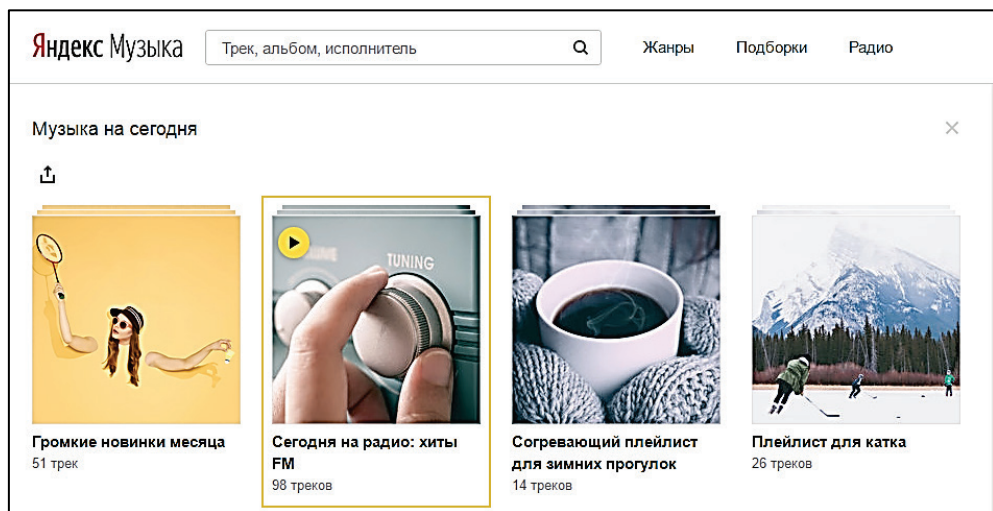 Яндекс Музыка
Трек, альбом, исполнитель
Жанры Подборки Радио
Музыка на сегодня
TUNING
Громкие новинки месяца
51 трек
Сегодня на радио: хиты
FM
98 треков
Согревающий плейлист
для зимних прогулок
14 треков
Плейлист для катка
26 треков